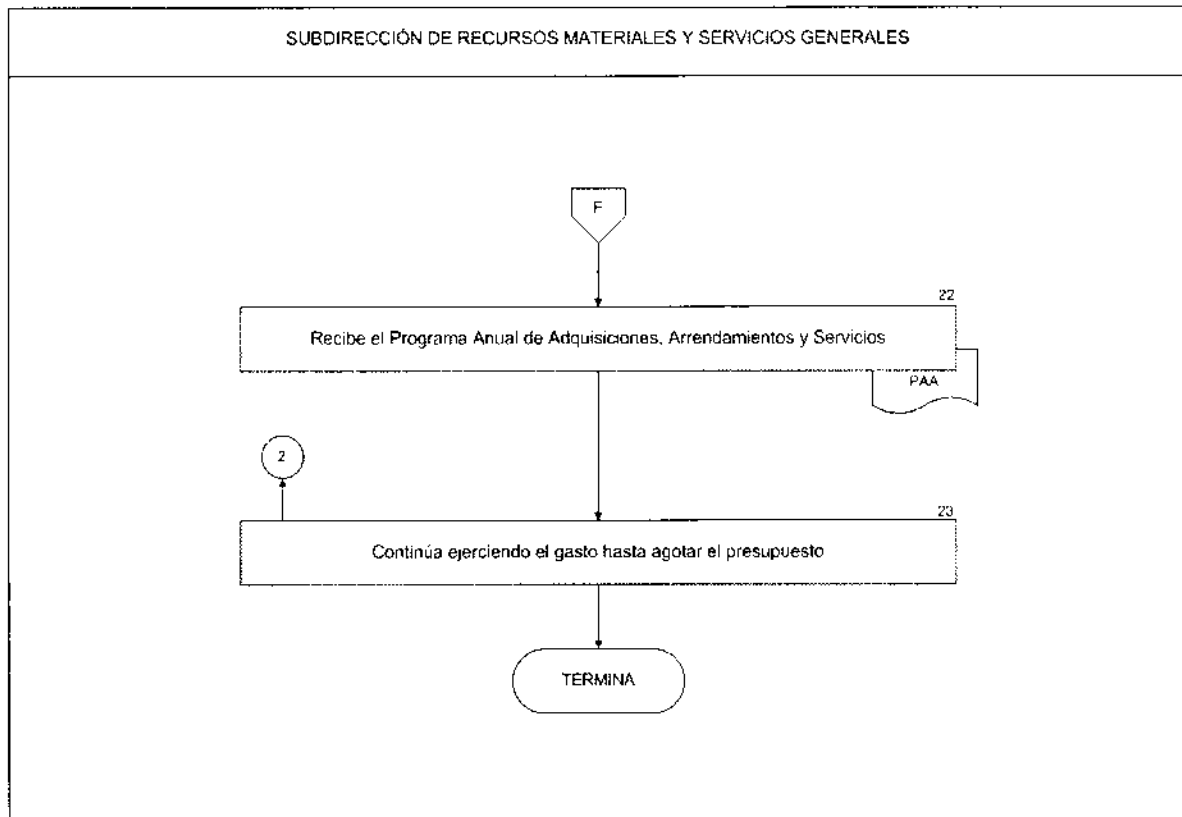 SUBDIRECCIÓN DE RECURSOS MATERIALES Y SERVICIOS GENERALES
F
22
Recibe el Programa Anual de Adquisiciones, Arrendamientos y Servicios
PAA
2
23
Continúa ejerciendo el gasto hasta agotar el presupuesto
TERMINA